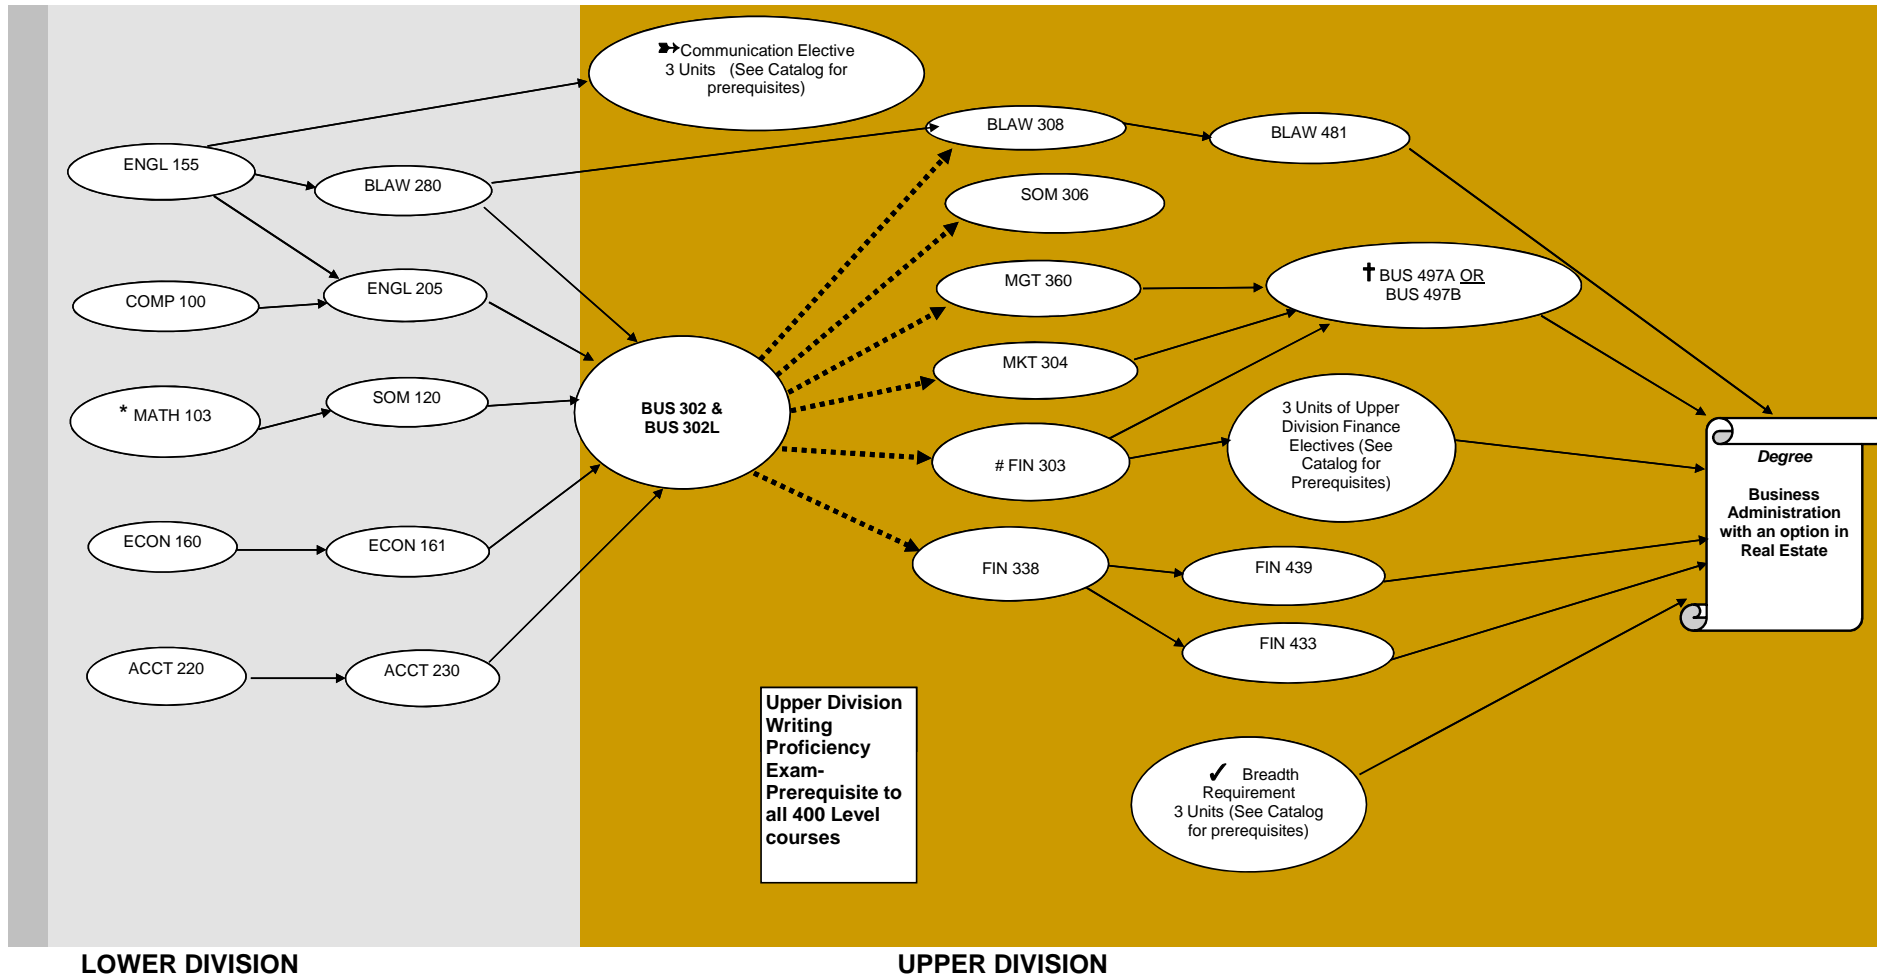 ➽Communication Elective
3 Units (See Catalog for
prerequisites)
BLAW 308
BLAW 481
ENGL 155
BLAW 280
SOM 306
COMP 100
ENGL 205
MGT 360
✝ BUS 497A OR
BUS 497B
MKT 304
* MATH 103
SOM 120
BUS 302 &
BUS 302L
3 Units of Upper
Division Finance
Electives (See
Catalog for
Prerequisites)
# FIN 303
Degree
Business
Administration
with an option in
Real Estate
ECON 160
ECON 161
FIN 338
FIN 439
FIN 433
ACCT 220
ACCT 230
Upper Division
Writing
Proficiency
Exam-
Prerequisite to
all 400 Level
courses
✓ Breadth
Requirement
3 Units (See Catalog
for prerequisites)
LOWER DIVISION
UPPER DIVISION